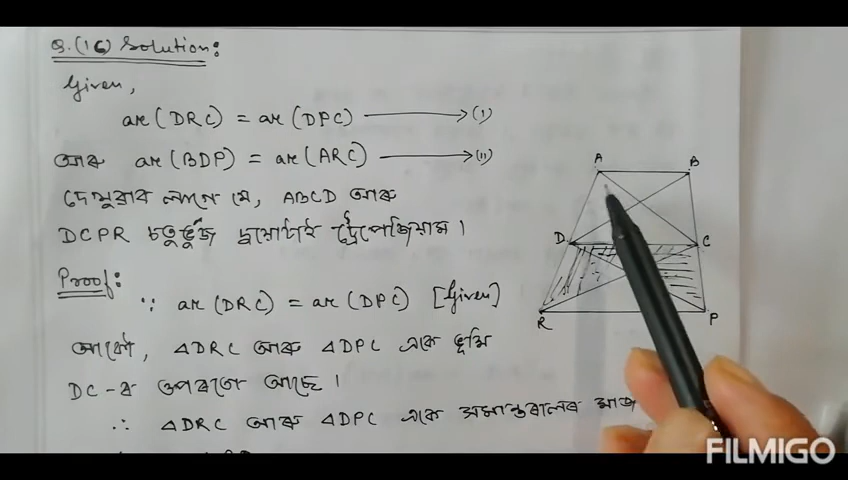 Q.(16) Solution:
Given,
ar(DRC) = ar(DPC) ⟶ (I)
আৰু ar(BDP) = ar(ARC) ⟶ (II)
দেখুৱাব লাগে যে, ABCD আৰু
DCPR চতুৰ্ভুজ দুয়োটাই ট্ৰেপেজিয়াম।
Proof:
∵ ar(DRC) = ar(DPC) [Given]
আকৌ, ΔDRC আৰু ΔDPC একে ভূমি
DC-ৰ ওপৰতে আছে।
∴ ΔDRC আৰু ΔDPC একে সমান্তৰালৰ মাজ
A B
D C
R P
FILMIGO